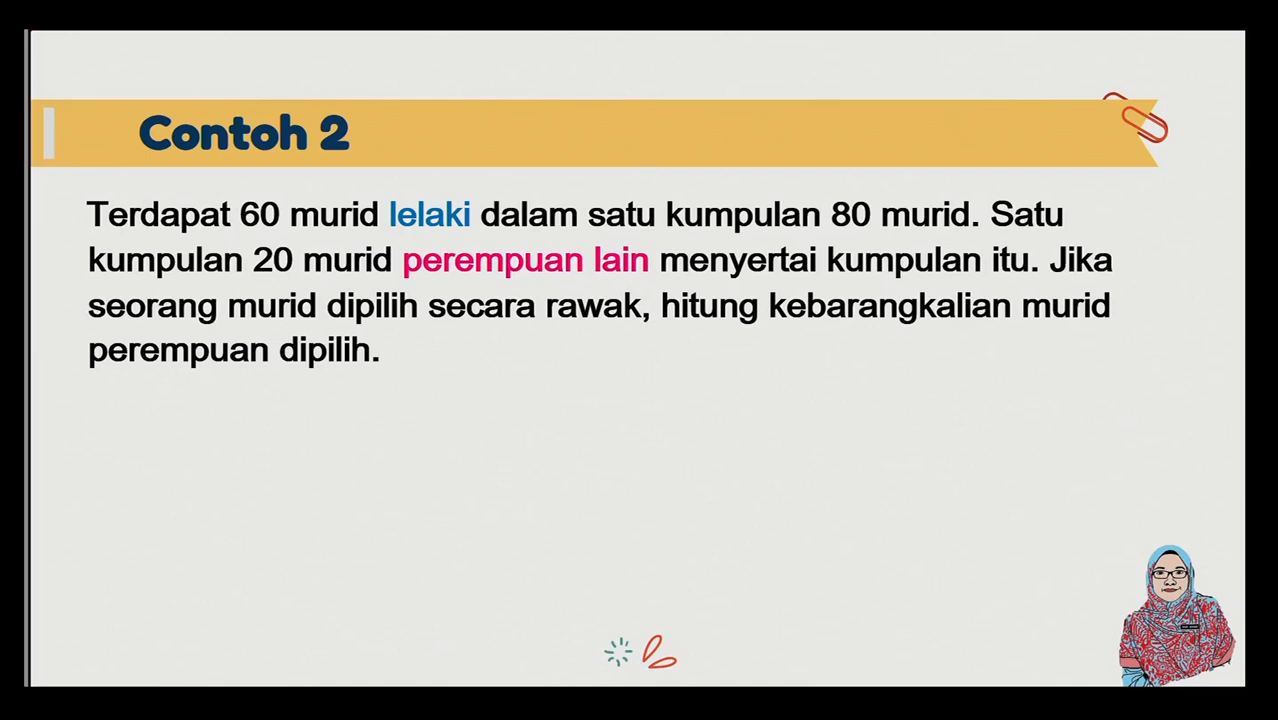 Contoh 2
Terdapat 60 murid lelaki dalam satu kumpulan 80 murid. Satu
kumpulan 20 murid perempuan lain menyertai kumpulan itu. Jika
seorang murid dipilih secara rawak, hitung kebarangkalian murid
perempuan dipilih.